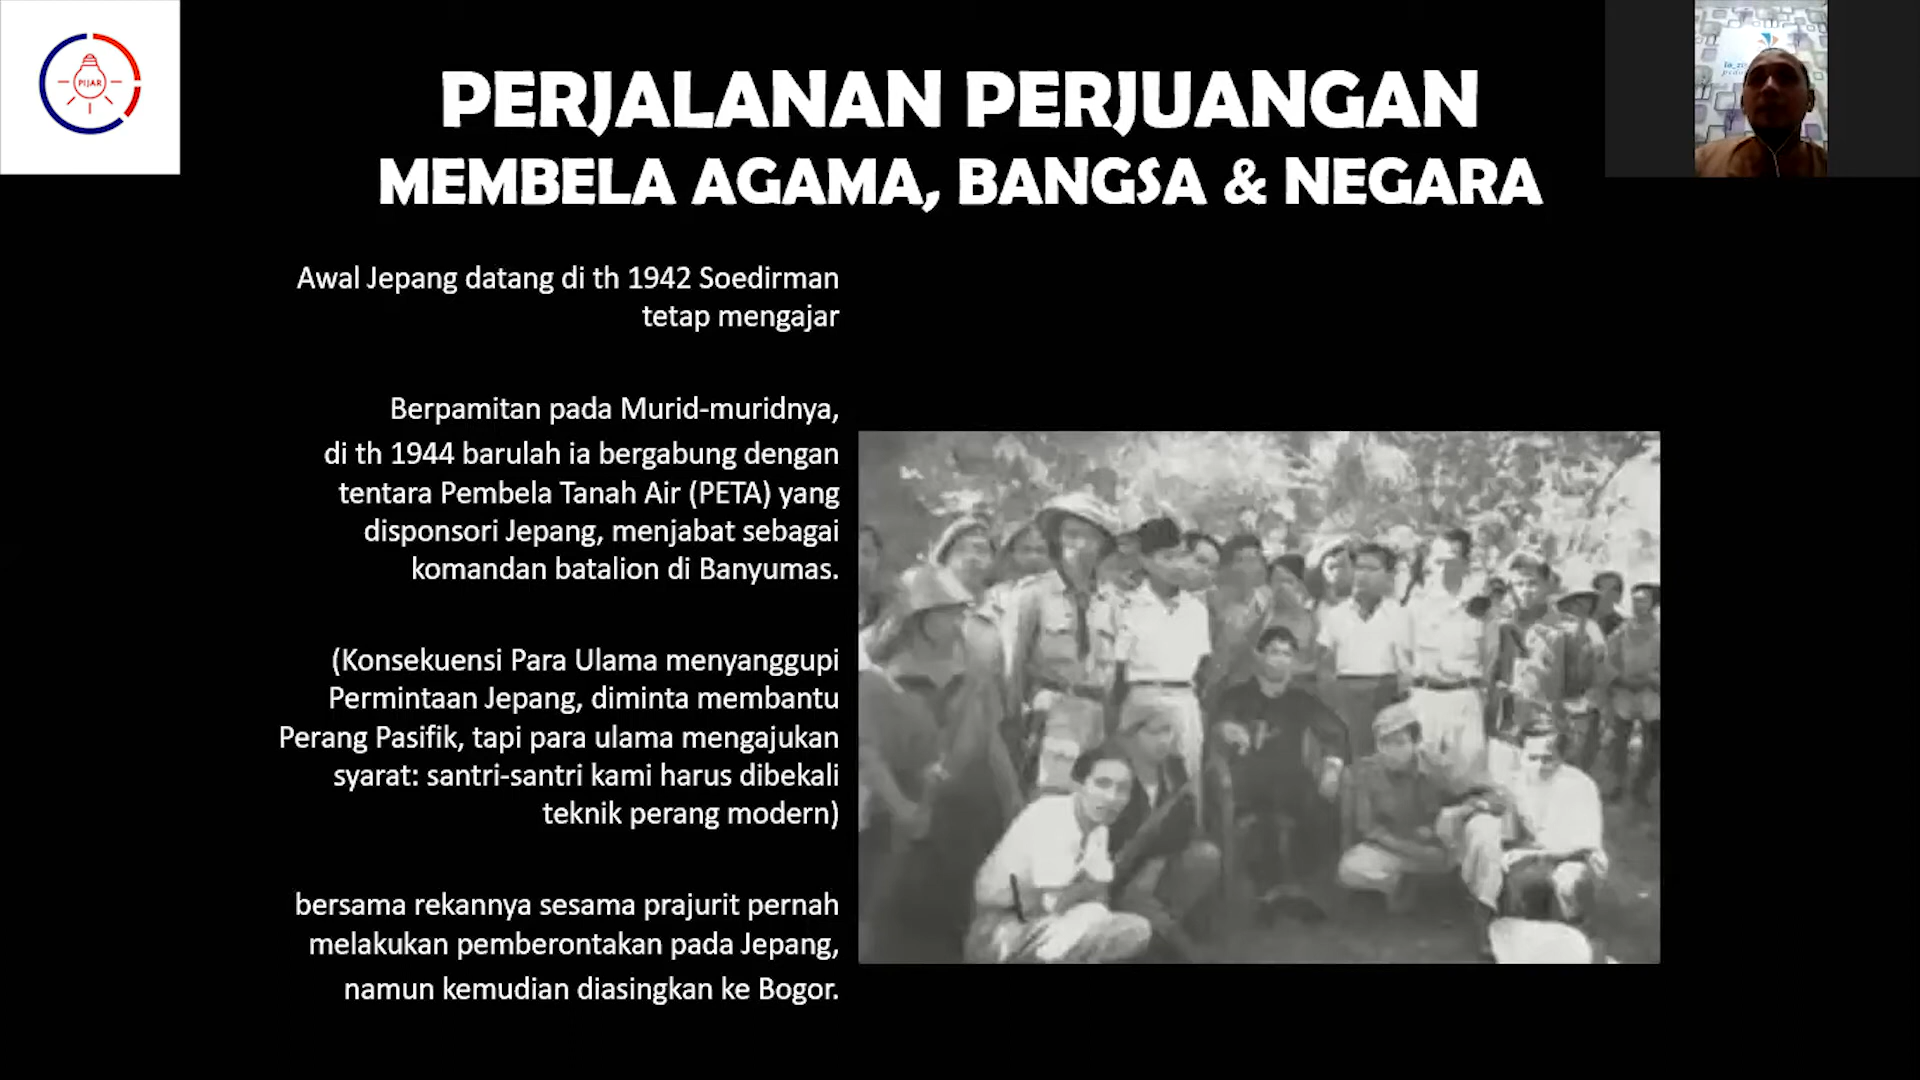 PIJAR
PERJALANAN PERJUANGAN
MEMBELA AGAMA, BANGSA & NEGARA
Awal Jepang datang di th 1942 Soedirman
tetap mengajar
Berpamitan pada Murid-muridnya,
di th 1944 barulah ia bergabung dengan
tentara Pembela Tanah Air (PETA) yang
disponsori Jepang, menjabat sebagai
komandan batalion di Banyumas.
(Konsekuensi Para Ulama menyanggupi
Permintaan Jepang, diminta membantu
Perang Pasifik, tapi para ulama mengajukan
syarat: santri-santri kami harus dibekali
teknik perang modern)
bersama rekannya sesama prajurit pernah
melakukan pemberontakan pada Jepang,
namun kemudian diasingkan ke Bogor.